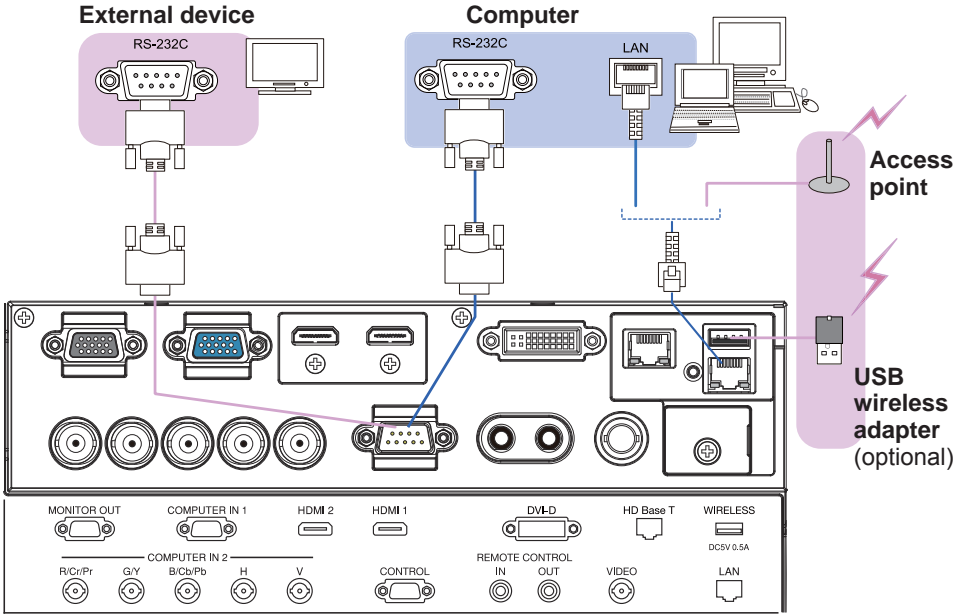 External device
Computer
RS-232C
RS-232C
LAN
Access
point
USB
wireless
adapter
(optional)
MONITOR OUT
COMPUTER IN 1
HDMI 2
HDMI 1
DVI-D
HD Base T
WIRELESS
DC5V 0.5A
COMPUTER IN 2
R/Cr/Pr
G/Y
B/Cb/Pb
H
V
CONTROL
REMOTE CONTROL
IN
OUT
VIDEO
LAN